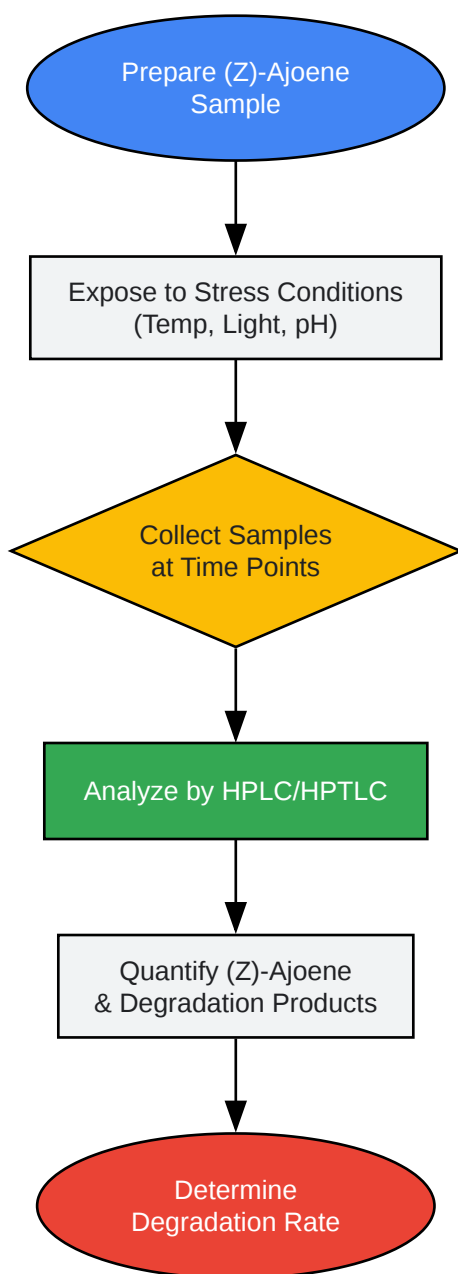 Prepare (Z)-Ajoene
Sample
Expose to Stress Conditions
(Temp, Light, pH)
Collect Samples
at Time Points
Analyze by HPLC/HPTLC
Quantify (Z)-Ajoene
& Degradation Products
Determine
Degradation Rate